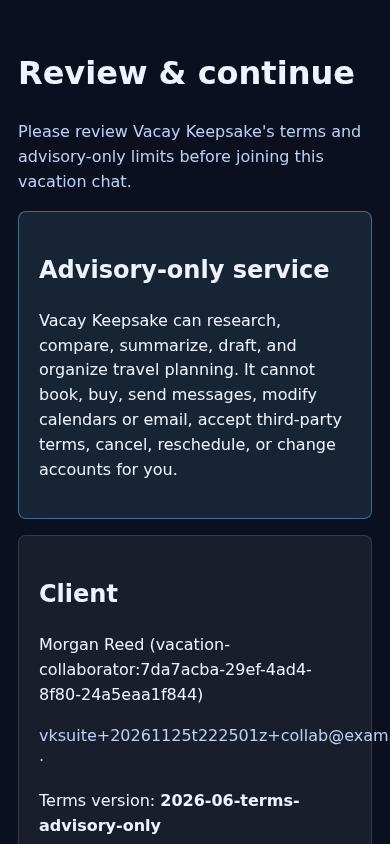 Review & continue
Please review Vacay Keepsake's terms and
advisory-only limits before joining this
vacation chat.
Advisory-only service
Vacay Keepsake can research,
compare, summarize, draft, and
organize travel planning. It cannot
book, buy, send messages, modify
calendars or email, accept third-party
terms, cancel, reschedule, or change
accounts for you.
Client
Morgan Reed (vacation-
collaborator:7da7acba-29ef-4ad4-
8f80-24a5eaa1f844)
vksuite+20261125t222501z+collab@exam
.
Terms version: 2026-06-terms-
advisory-only